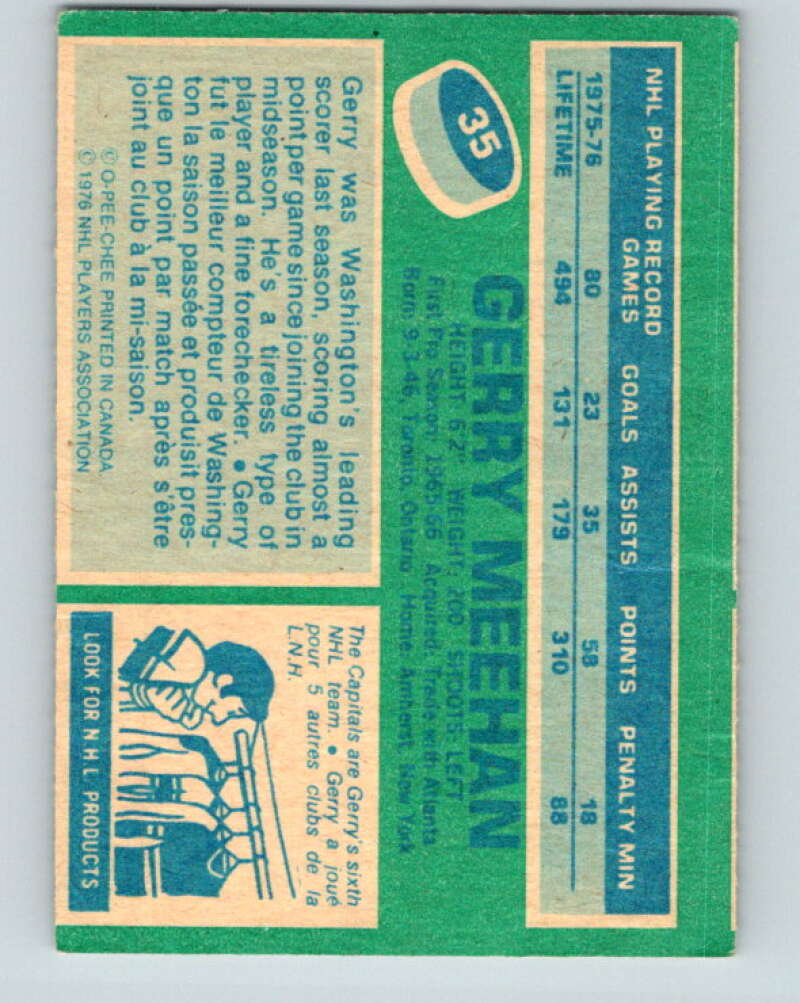 NHL PLAYING RECORD
GAMES GOALS ASSISTS POINTS PENALTY MIN
1975-76 80 23 35 58 18
LIFETIME 494 131 179 310 88
35
GERRY MEEHAN
HEIGHT: 6'2" WEIGHT: 200 SHOOTS: LEFT
First Pro Season: 1965-66 Acquired: Trade with Atlanta
Born: 9-3-46, Toronto, Ontario Home: Amherst, New York
Gerry was Washington's leading
scorer last season, scoring almost a
point per game since joining the club in
midseason. He's a tireless type of
player and a fine forechecker. • Gerry
fut le meilleur compteur de Washing-
ton la saison passée et produisit pres-
que un point par match après s'être
joint au club à la mi-saison.
© O-PEE-CHEE PRINTED IN CANADA
© 1976 NHL PLAYERS ASSOCIATION
The Capitals are Gerry's sixth
NHL team. • Gerry a joué
pour 5 autres clubs de la
L.N.H.
LOOK FOR N.H.L. PRODUCTS